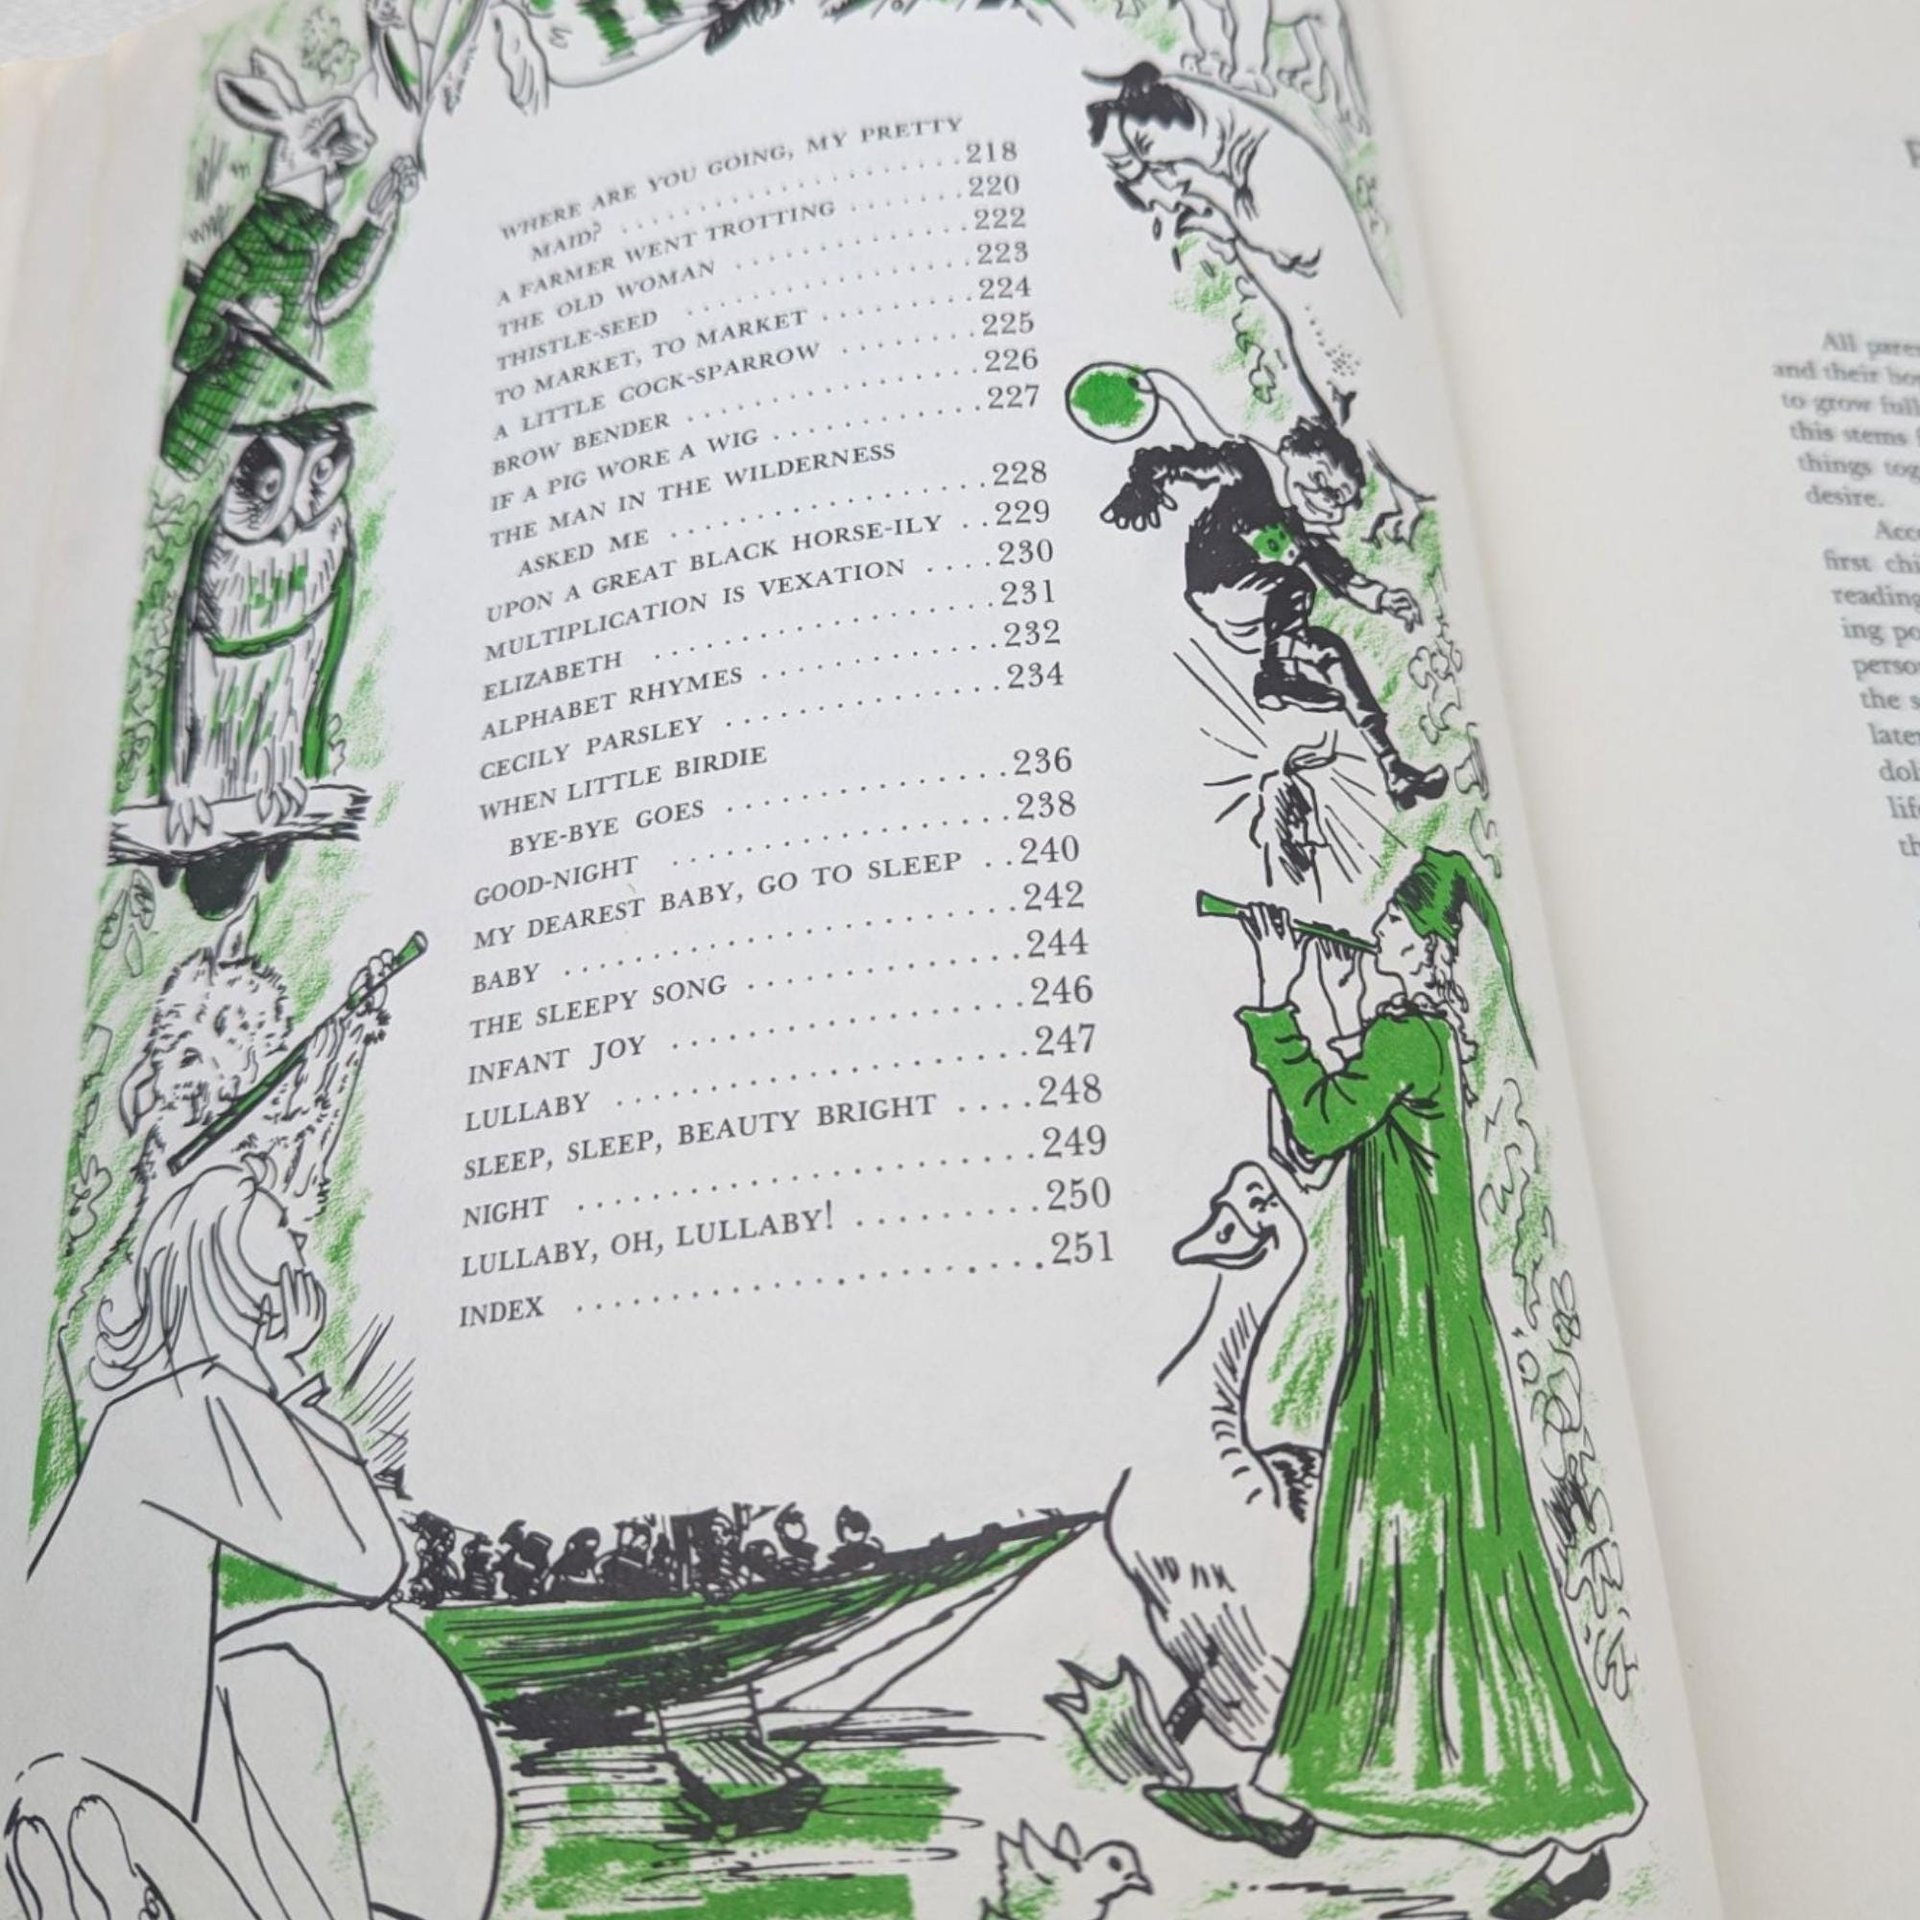 WHERE ARE YOU GOING, MY PRETTY
MAID? ..................218
A FARMER WENT TROTTING .......220
THE OLD WOMAN ...............222
THISTLE-SEED ..................223
TO MARKET, TO MARKET .........224
A LITTLE COCK-SPARROW ........225
BROW BENDER ..................226
IF A PIG WORE A WIG .............227
THE MAN IN THE WILDERNESS
ASKED ME ....................228
UPON A GREAT BLACK HORSE-ILY ..229
MULTIPLICATION IS VEXATION ....230
ELIZABETH .....................231
ALPHABET RHYMES ..............232
CECILY PARSLEY ................234
WHEN LITTLE BIRDIE
BYE-BYE GOES .................236
GOOD-NIGHT ....................238
MY DEAREST BABY, GO TO SLEEP ..240
BABY ...........................242
THE SLEEPY SONG ...............244
INFANT JOY .....................246
LULLABY ........................247
SLEEP, SLEEP, BEAUTY BRIGHT ....248
NIGHT ..........................249
LULLABY, OH, LULLABY! ..........250
INDEX ..........................251
All
and their
to grow
this stems
things
desire.
first
reading
the